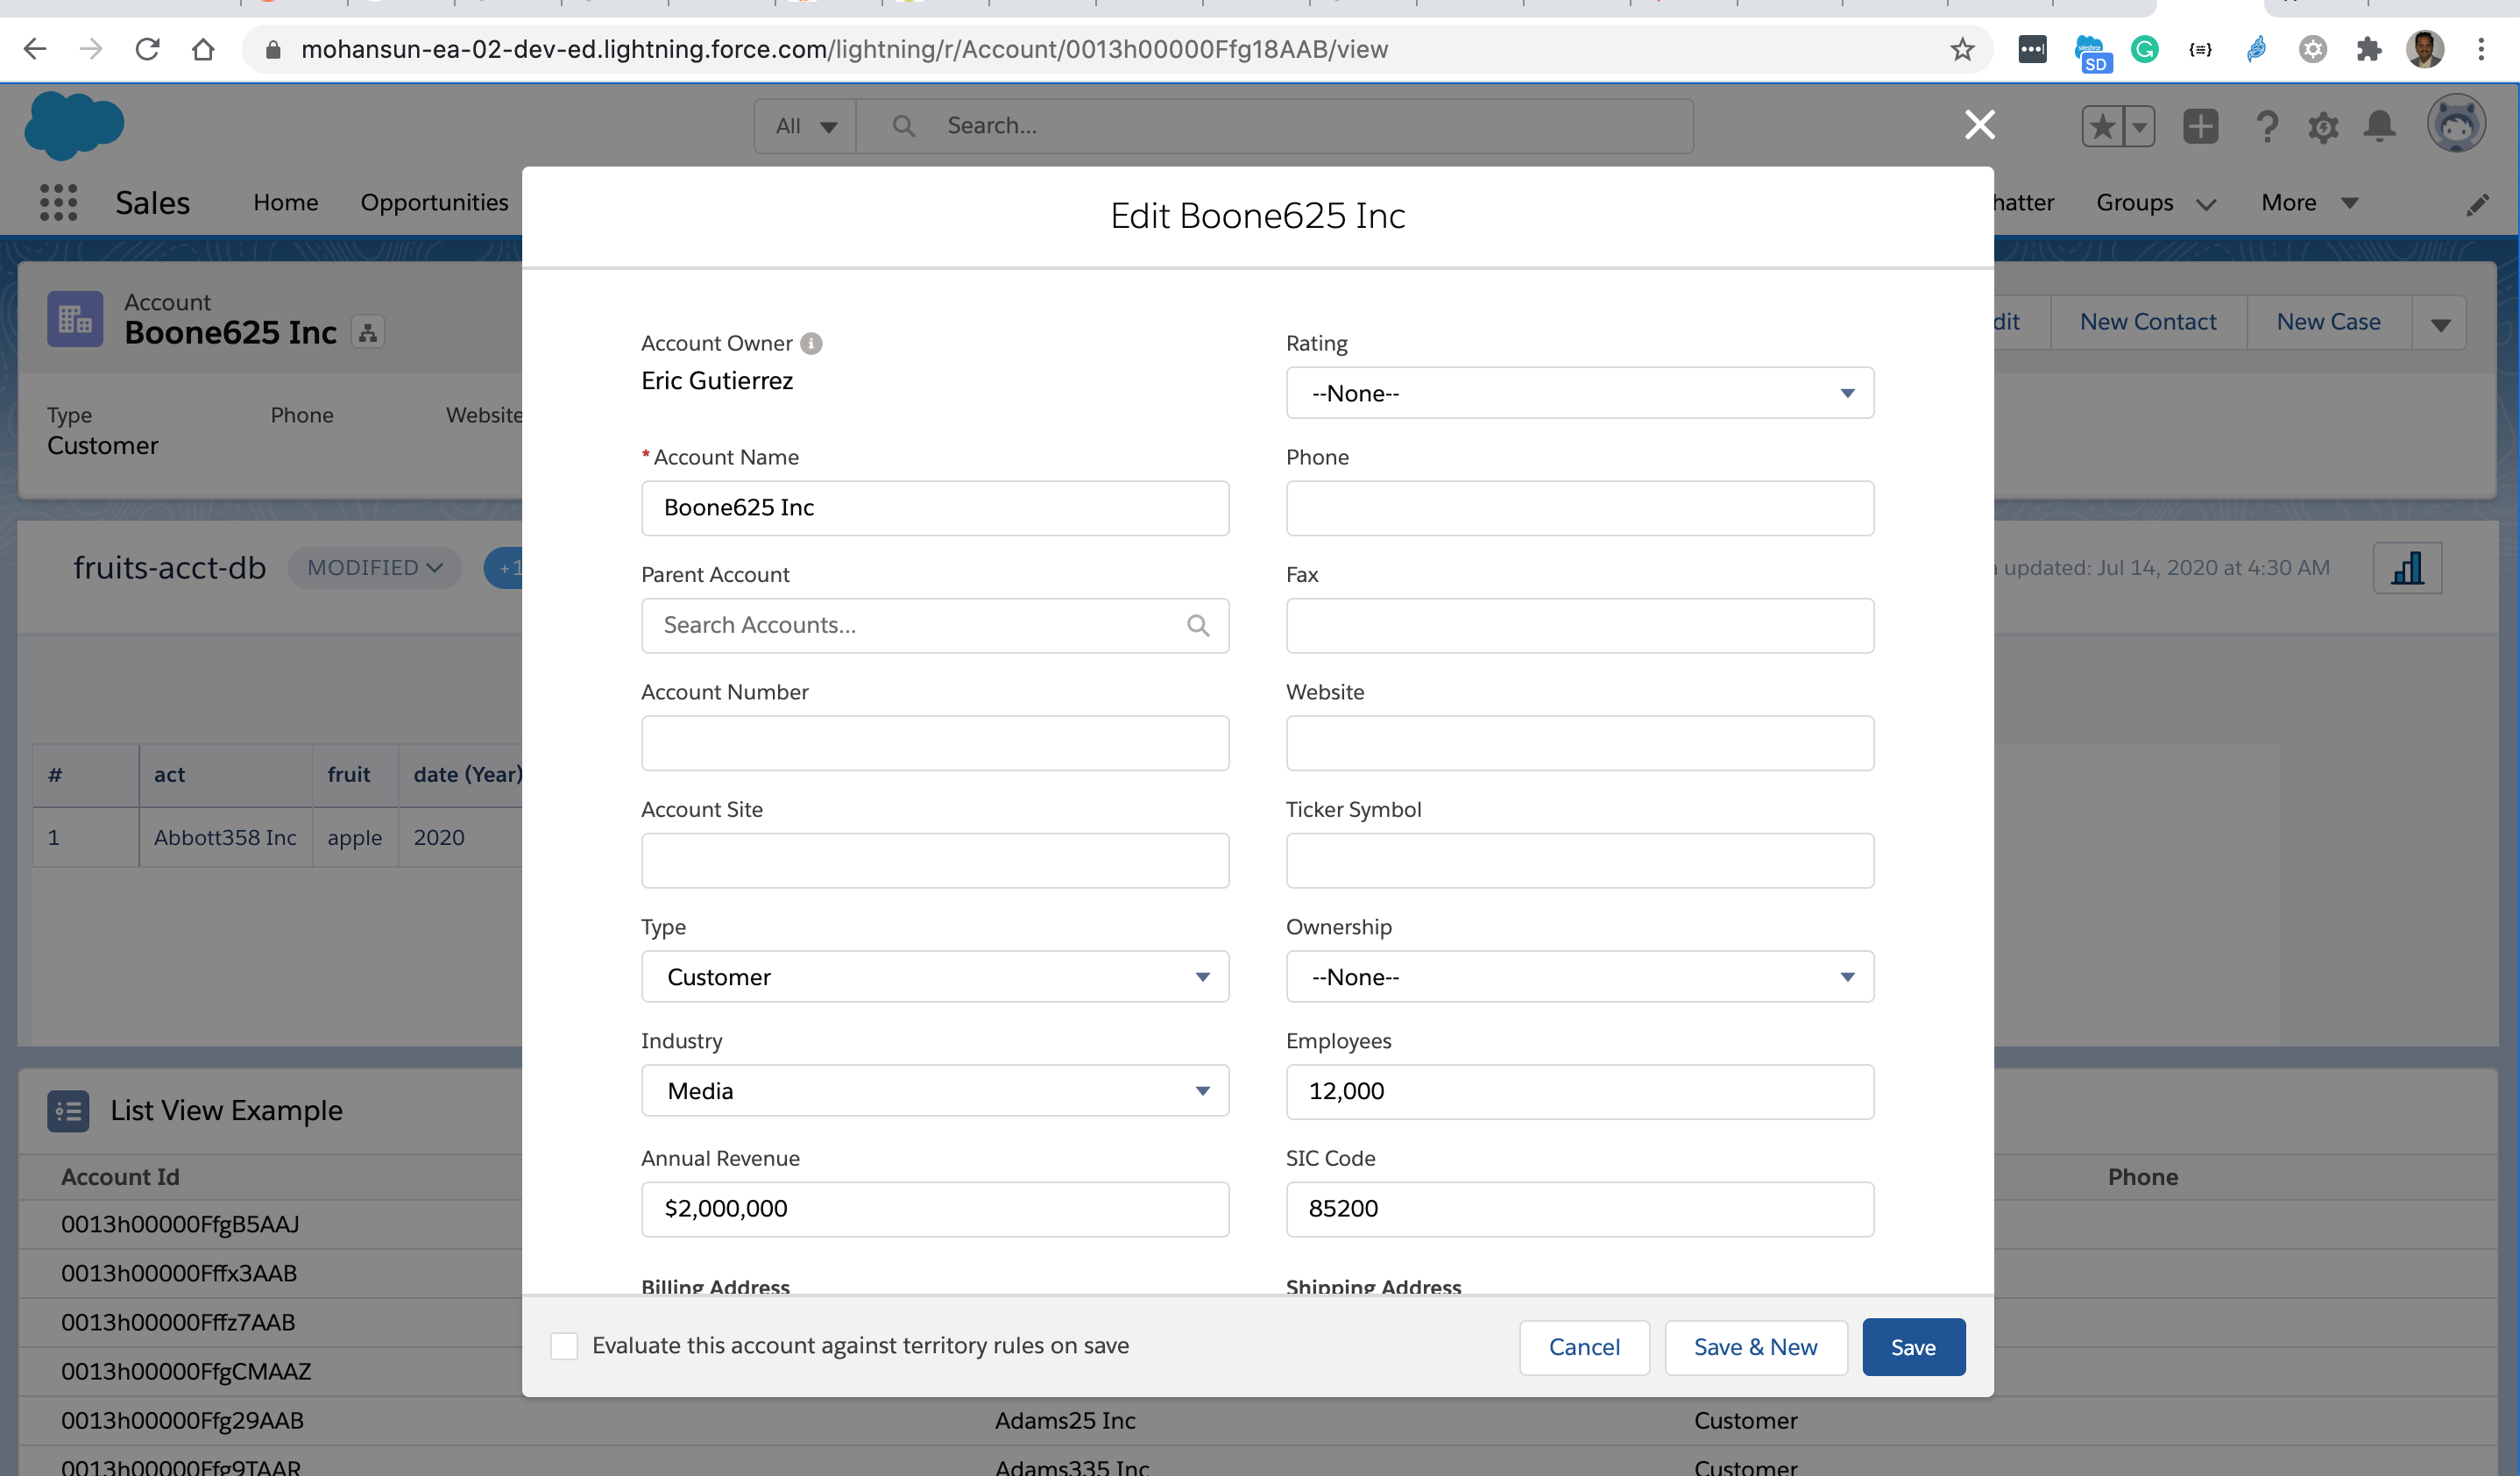 mohansun-ea-02-dev-ed.lightning.force.com/lightning/r/Account/0013h00000Ffg18AAB/view
SD
All
Search...
Sales
Home
Opportunities
hatter
Groups
More
Edit Boone625 Inc
Account
Boone625 Inc
dit
New Contact
New Case
Type
Customer
Phone
Website
fruits-acct-db
MODIFIED
+1
updated: Jul 14, 2020 at 4:30 AM
# act fruit date (Year)
1 Abbott358 Inc apple 2020
Account Owner
Eric Gutierrez
Rating
--None--
* Account Name
Boone625 Inc
Phone
Parent Account
Search Accounts...
Fax
Account Number
Website
Account Site
Ticker Symbol
Type
Customer
Ownership
--None--
Industry
Media
Employees
12,000
Annual Revenue
$2,000,000
SIC Code
85200
Billing Address
Shipping Address
Evaluate this account against territory rules on save
Cancel
Save & New
Save
List View Example
Account Id
Phone
0013h00000FfgB5AAJ
0013h00000Fffx3AAB
0013h00000Fffz7AAB
0013h00000FfgCMAAZ
0013h00000Ffg29AAB Adams25 Inc Customer
0013h00000Ffg9TAAR Adams335 Inc Customer